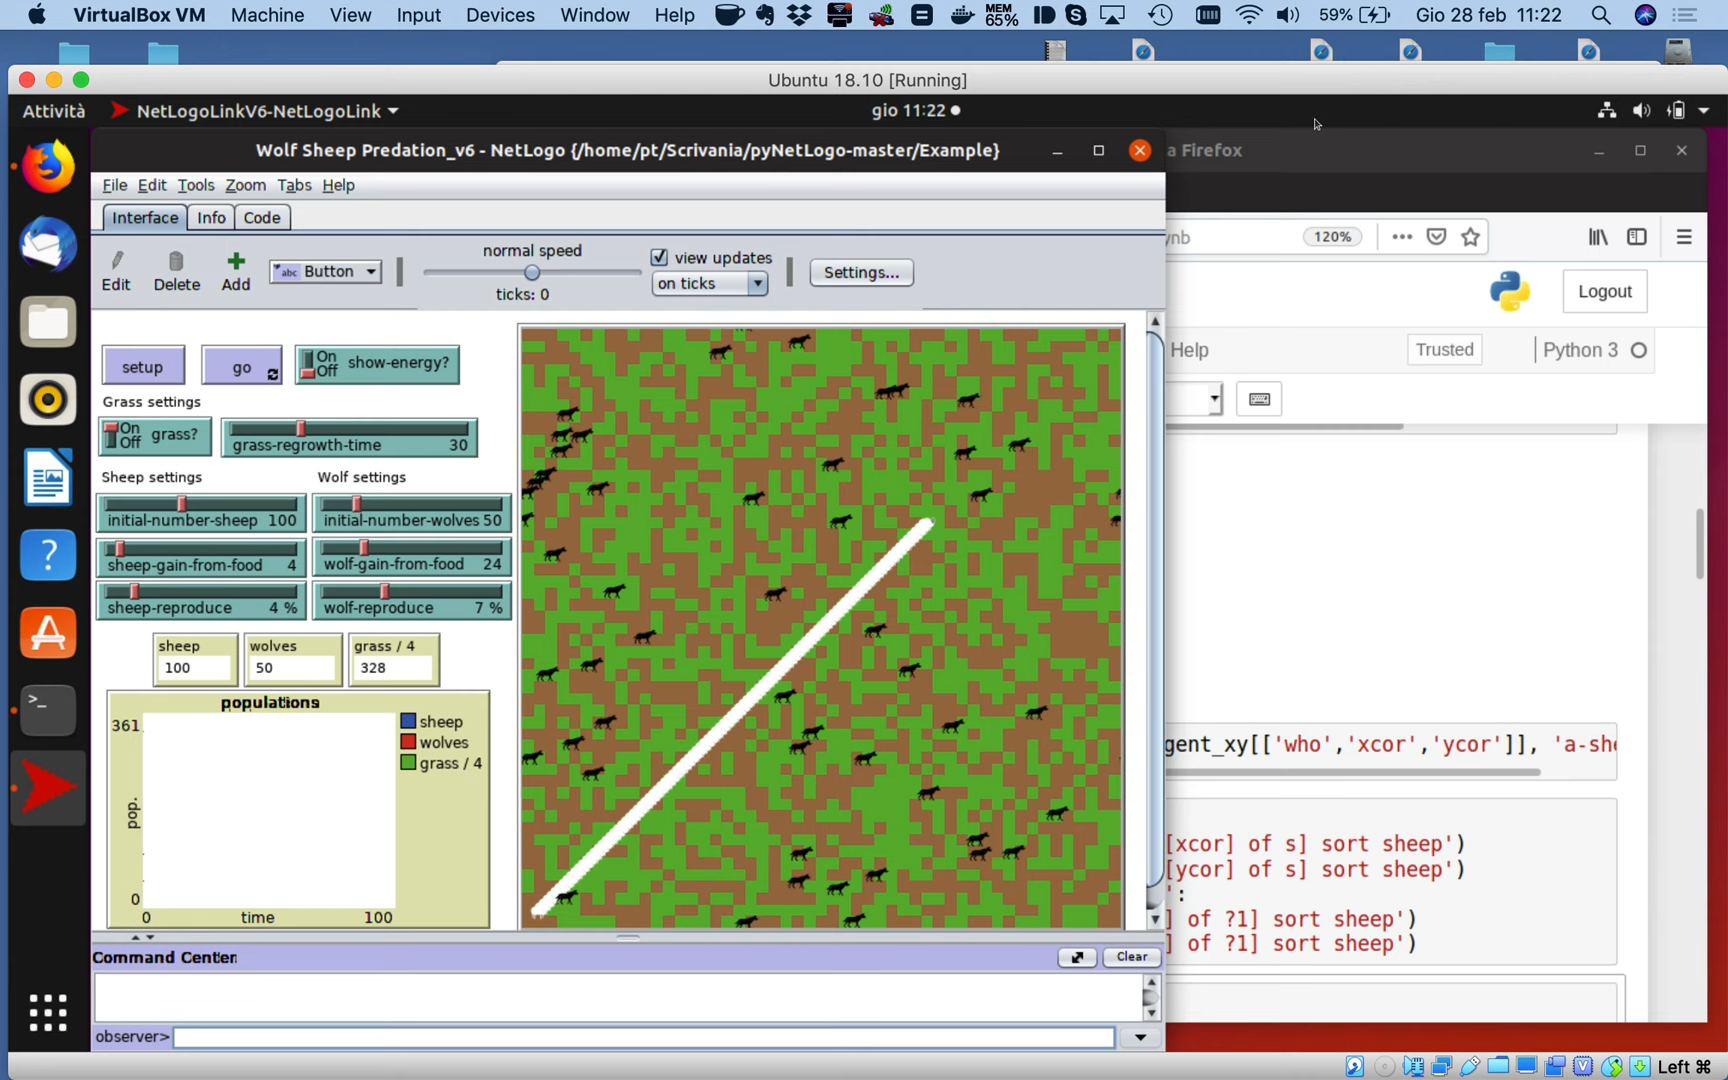 VirtualBox VM Machine View Input Devices Window Help MEM 65% 59% Gio 28 feb 11:22
Ubuntu 18.10 [Running]
Attività NetLogoLinkV6-NetLogoLink gio 11:22
Wolf Sheep Predation_v6 - NetLogo {/home/pt/Scrivania/pyNetLogo-master/Example}
a Firefox
File Edit Tools Zoom Tabs Help
Interface Info Code
nb 120%
normal speed
view updates
Edit Delete Add abc Button
on ticks
Settings...
ticks: 0
Logout
setup go On Off show-energy?
Help Trusted Python 3
Grass settings
On Off grass? grass-regrowth-time 30
Sheep settings Wolf settings
initial-number-sheep 100 initial-number-wolves 50
sheep-gain-from-food 4 wolf-gain-from-food 24
sheep-reproduce 4 % wolf-reproduce 7 %
sheep wolves grass / 4
100 50 328
populations
361
pop.
0
0 time 100
sheep
wolves
grass / 4
gent_xy[['who','xcor','ycor']], 'a-she
[xcor] of s] sort sheep')
[ycor] of s] sort sheep')
':
] of ?1] sort sheep')
] of ?1] sort sheep')
Command Center
Clear
observer>
Left ⌘